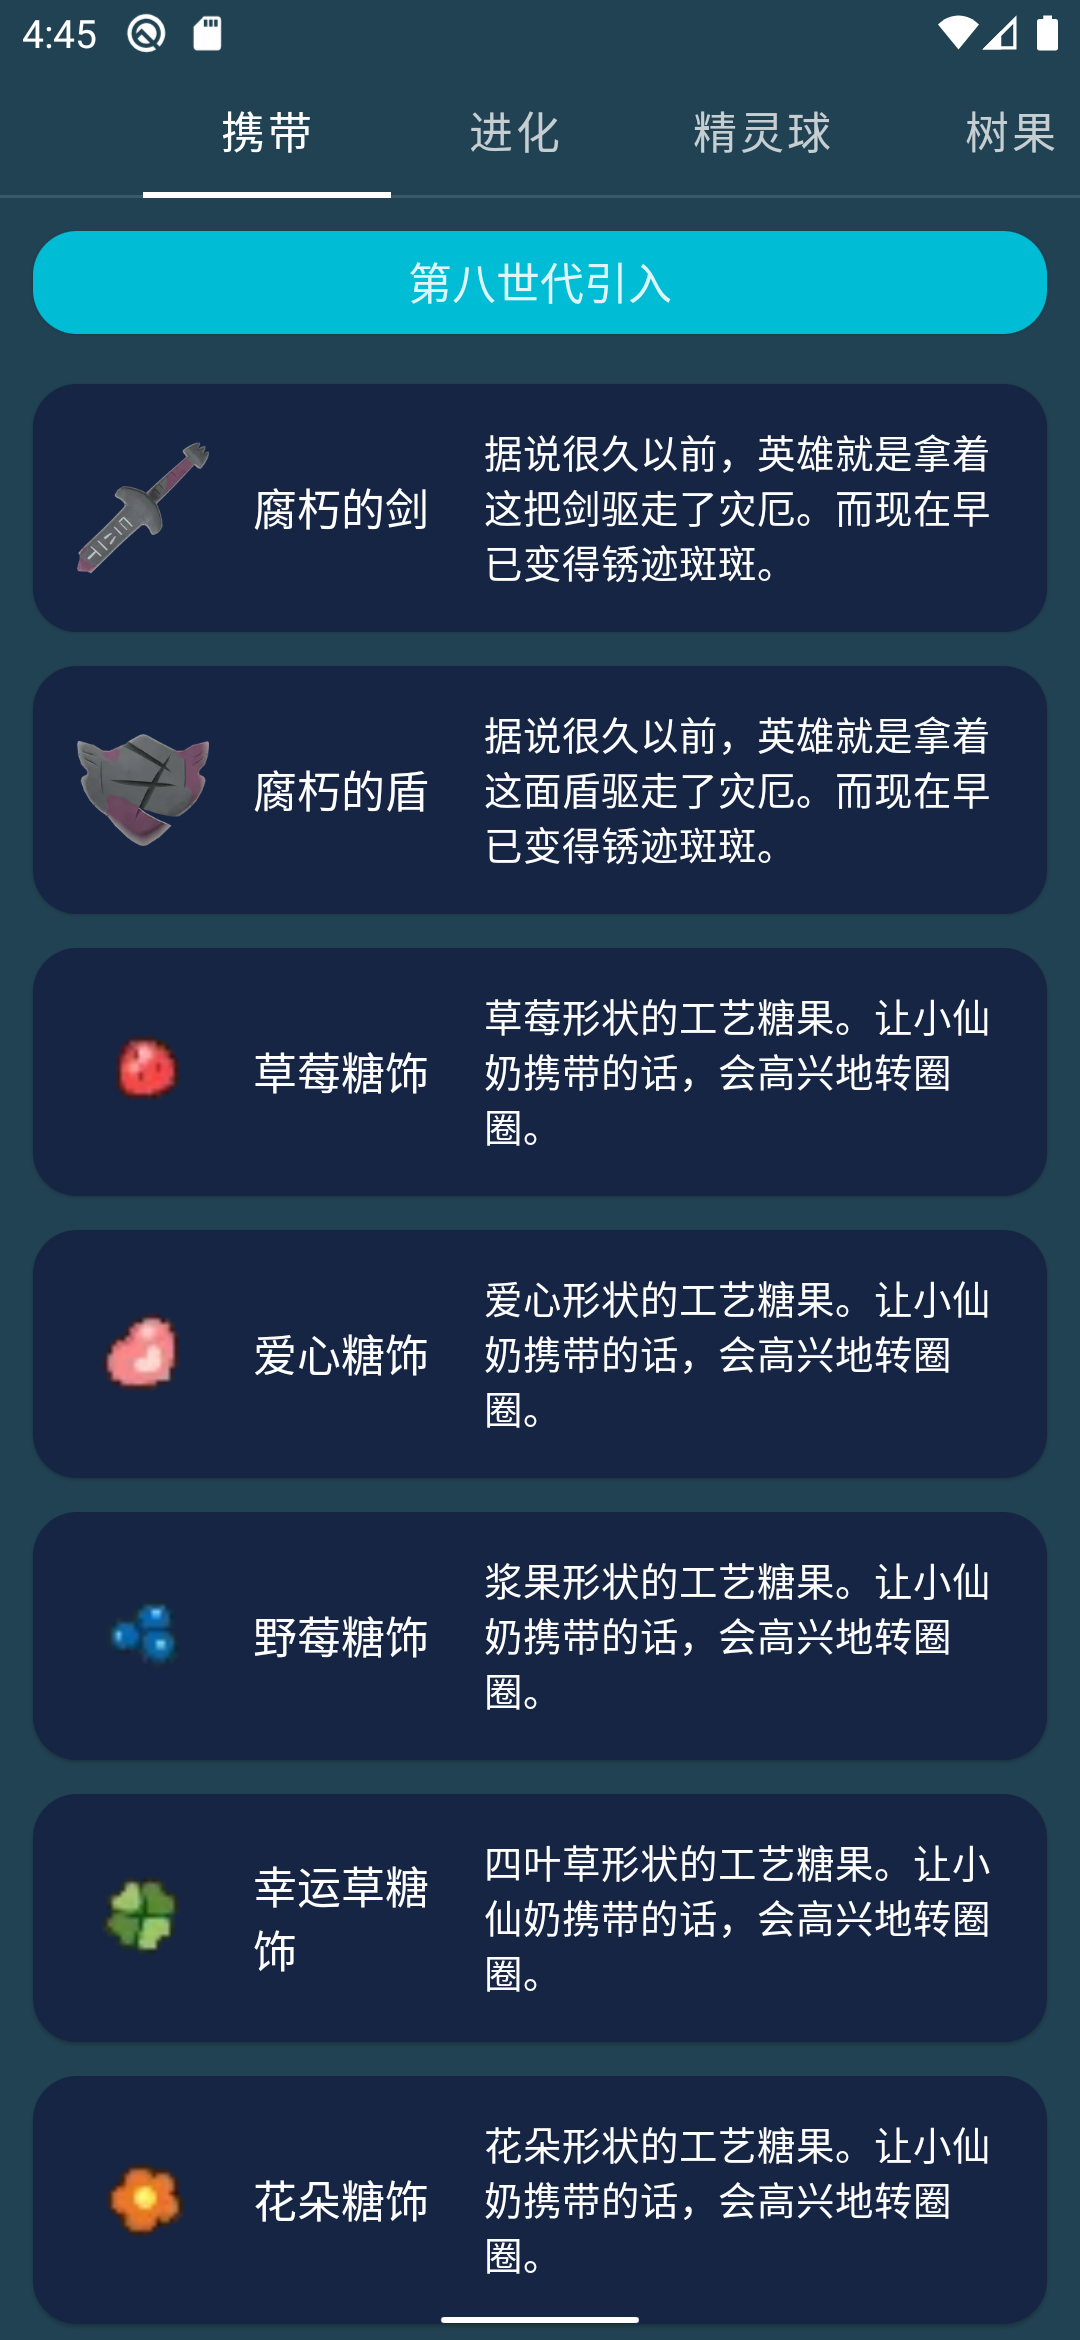 4:45
携带
进化
精灵球
树果
第八世代引入
腐朽的剑
据说很久以前，英雄就是拿着
这把剑驱走了灾厄。而现在早
已变得锈迹斑斑。
腐朽的盾
据说很久以前，英雄就是拿着
这面盾驱走了灾厄。而现在早
已变得锈迹斑斑。
草莓糖饰
草莓形状的工艺糖果。让小仙
奶携带的话，会高兴地转圈
圈。
爱心糖饰
爱心形状的工艺糖果。让小仙
奶携带的话，会高兴地转圈
圈。
野莓糖饰
浆果形状的工艺糖果。让小仙
奶携带的话，会高兴地转圈
圈。
幸运草糖
饰
四叶草形状的工艺糖果。让小
仙奶携带的话，会高兴地转圈
圈。
花朵糖饰
花朵形状的工艺糖果。让小仙
奶携带的话，会高兴地转圈
圈。